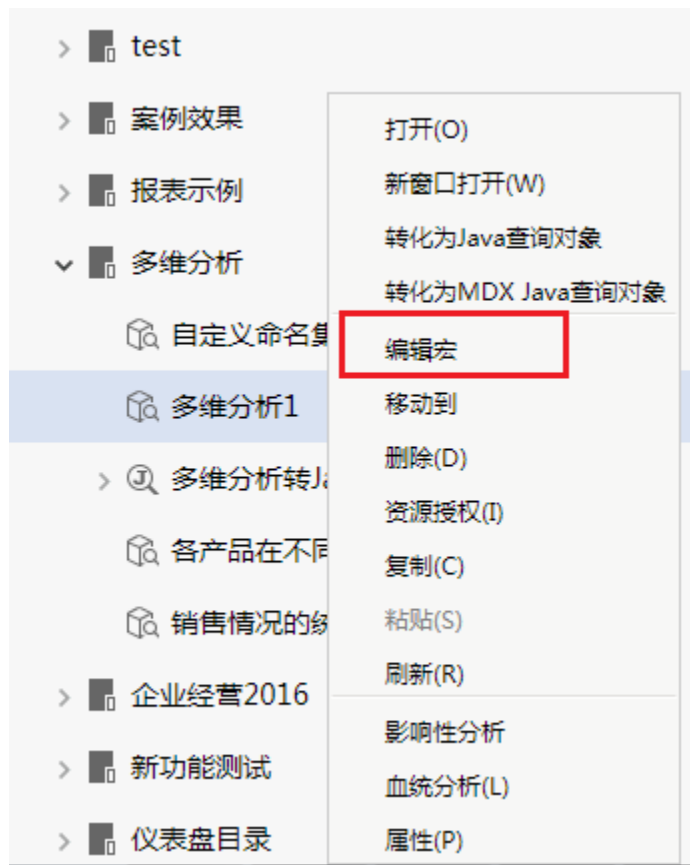 test
案例效果
报表示例
多维分析
自定义命名集
多维分析1
多维分析转Ja
各产品在不同
销售情况的统
企业经营2016
新功能测试
仪表盘目录
打开(O)
新窗口打开(W)
转化为Java查询对象
转化为MDX Java查询对象
编辑宏
移动到
删除(D)
资源授权(I)
复制(C)
粘贴(S)
刷新(R)
影响性分析
血统分析(L)
属性(P)